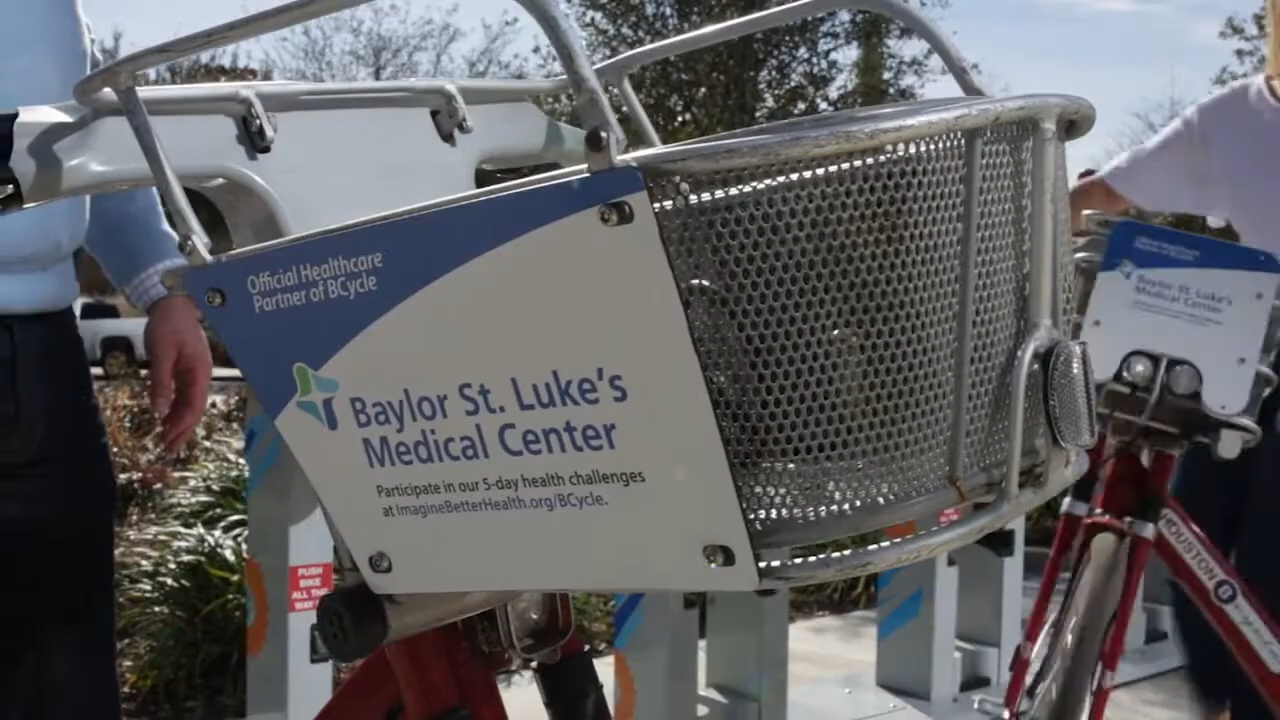 Official Healthcare
Partner of BCycle
Baylor St. Luke's
Medical Center
Participate in our 5-day health challenges
at ImagineBetterHealth.org/BCycle.
PUSH
BIKE
ALL THE
WAY
Baylor St. Luke's
Medical Center
HOUSTON B